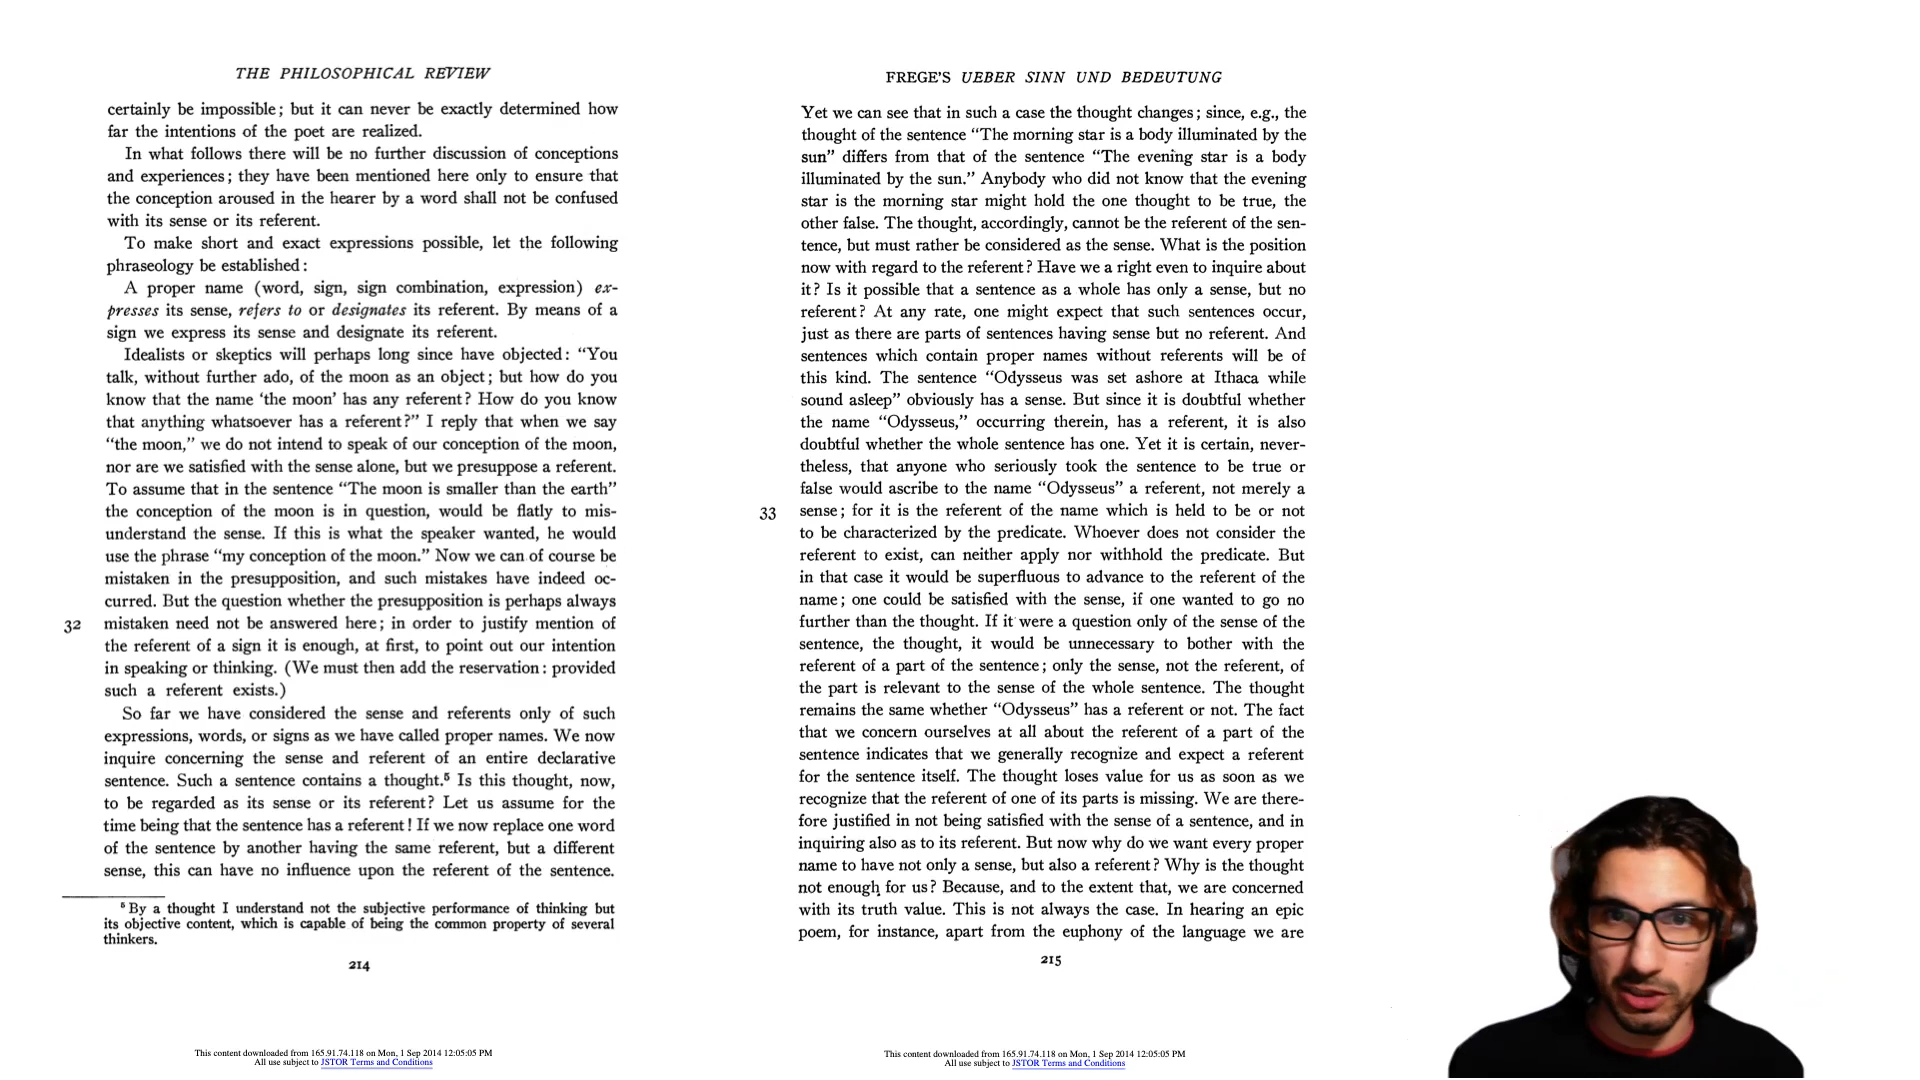 THE PHILOSOPHICAL REVIEW
certainly be impossible; but it can never be exactly determined how
far the intentions of the poet are realized.
In what follows there will be no further discussion of conceptions
and experiences; they have been mentioned here only to ensure that
the conception aroused in the hearer by a word shall not be confused
with its sense or its referent.
To make short and exact expressions possible, let the following
phraseology be established:
A proper name (word, sign, sign combination, expression) ex-
presses its sense, refers to or designates its referent. By means of a
sign we express its sense and designate its referent.
Idealists or skeptics will perhaps long since have objected: “You
talk, without further ado, of the moon as an object; but how do you
know that the name ‘the moon’ has any referent? How do you know
that anything whatsoever has a referent?” I reply that when we say
“the moon,” we do not intend to speak of our conception of the moon,
nor are we satisfied with the sense alone, but we presuppose a referent.
To assume that in the sentence “The moon is smaller than the earth”
the conception of the moon is in question, would be flatly to mis-
understand the sense. If this is what the speaker wanted, he would
use the phrase “my conception of the moon.” Now we can of course be
mistaken in the presupposition, and such mistakes have indeed oc-
curred. But the question whether the presupposition is perhaps always
32 mistaken need not be answered here; in order to justify mention of
the referent of a sign it is enough, at first, to point out our intention
in speaking or thinking. (We must then add the reservation: provided
such a referent exists.)
So far we have considered the sense and referents only of such
expressions, words, or signs as we have called proper names. We now
inquire concerning the sense and referent of an entire declarative
sentence. Such a sentence contains a thought.⁵ Is this thought, now,
to be regarded as its sense or its referent? Let us assume for the
time being that the sentence has a referent! If we now replace one word
of the sentence by another having the same referent, but a different
sense, this can have no influence upon the referent of the sentence.
⁵ By a thought I understand not the subjective performance of thinking but
its objective content, which is capable of being the common property of several
thinkers.
214
This content downloaded from 165.91.74.118 on Mon, 1 Sep 2014 12:05:05 PM
All use subject to JSTOR Terms and Conditions
FREGE'S UEBER SINN UND BEDEUTUNG
Yet we can see that in such a case the thought changes; since, e.g., the
thought of the sentence “The morning star is a body illuminated by the
sun” differs from that of the sentence “The evening star is a body
illuminated by the sun.” Anybody who did not know that the evening
star is the morning star might hold the one thought to be true, the
other false. The thought, accordingly, cannot be the referent of the sen-
tence, but must rather be considered as the sense. What is the position
now with regard to the referent? Have we a right even to inquire about
it? Is it possible that a sentence as a whole has only a sense, but no
referent? At any rate, one might expect that such sentences occur,
just as there are parts of sentences having sense but no referent. And
sentences which contain proper names without referents will be of
this kind. The sentence “Odysseus was set ashore at Ithaca while
sound asleep” obviously has a sense. But since it is doubtful whether
the name “Odysseus,” occurring therein, has a referent, it is also
doubtful whether the whole sentence has one. Yet it is certain, never-
theless, that anyone who seriously took the sentence to be true or
false would ascribe to the name “Odysseus” a referent, not merely a
33 sense; for it is the referent of the name which is held to be or not
to be characterized by the predicate. Whoever does not consider the
referent to exist, can neither apply nor withhold the predicate. But
in that case it would be superfluous to advance to the referent of the
name; one could be satisfied with the sense, if one wanted to go no
further than the thought. If it were a question only of the sense of the
sentence, the thought, it would be unnecessary to bother with the
referent of a part of the sentence; only the sense, not the referent, of
the part is relevant to the sense of the whole sentence. The thought
remains the same whether “Odysseus” has a referent or not. The fact
that we concern ourselves at all about the referent of a part of the
sentence indicates that we generally recognize and expect a referent
for the sentence itself. The thought loses value for us as soon as we
recognize that the referent of one of its parts is missing. We are there-
fore justified in not being satisfied with the sense of a sentence, and in
inquiring also as to its referent. But now why do we want every proper
name to have not only a sense, but also a referent? Why is the thought
not enough for us? Because, and to the extent that, we are concerned
with its truth value. This is not always the case. In hearing an epic
poem, for instance, apart from the euphony of the language we are
215
This content downloaded from 165.91.74.118 on Mon, 1 Sep 2014 12:05:05 PM
All use subject to JSTOR Terms and Conditions